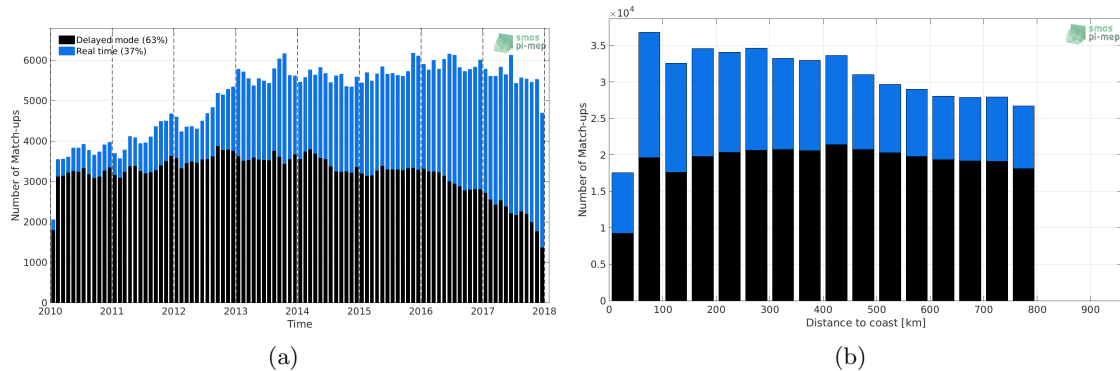 Delayed mode (63%)
Real time (37%)
smos
pi-mep
Number of Match-ups
6000
5000
4000
3000
2000
1000
0
2010 2011 2012 2013 2014 2015 2016 2017 2018
Time
(a)
×10⁴
smos
pi-mep
Number of Match-ups
3.5
3
2.5
2
1.5
1
0.5
0
0 100 200 300 400 500 600 700 800 900
Distance to coast [km]
(b)